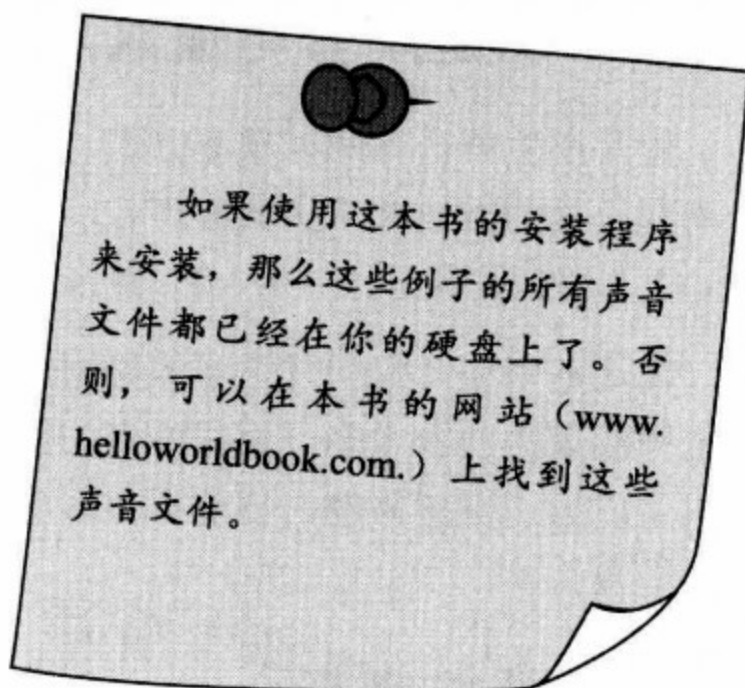 如果使用这本书的安装程序
来安装，那么这些例子的所有声音
文件都已经在你的硬盘上了。否
则，可以在本书的网站（www.
helloworldbook.com.）上找到这些
声音文件。